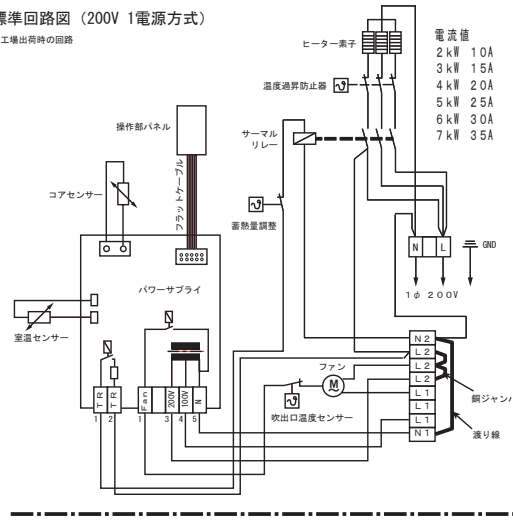 標準回路図（200V 1電源方式）
工場出荷時の回路
ヒーター素子
電流値
2kW 10A
3kW 15A
4kW 20A
5kW 25A
6kW 30A
7kW 35A
温度過昇防止器
操作部パネル
サーマル
リレー
フラットケーブル
コアセンサー
蓄熱量調整
N L
GND
1φ 200V
パワーサプライ
室温センサー
ファン
M
吹出口温度センサー
N2
L2
L2
L2
L1
L1
L1
N1
銅ジャンパ
渡り線
TR TR Fan 200V 100V N
1 2 1 3 4 5